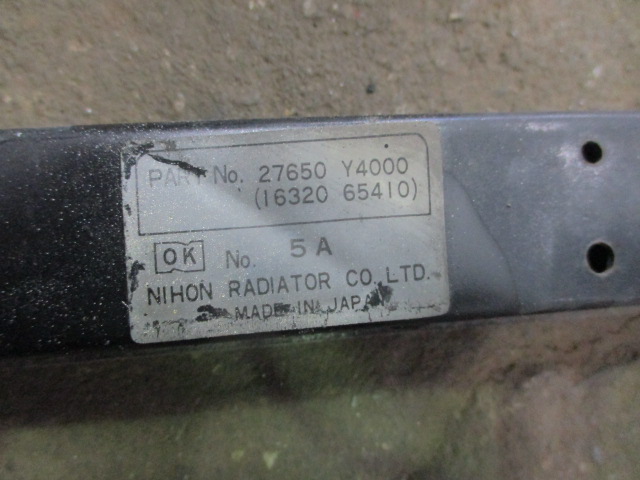 PART No. 27650 Y4000
(16320 65410)
OK No. 5A
NIHON RADIATOR CO., LTD.
MADE IN JAPAN